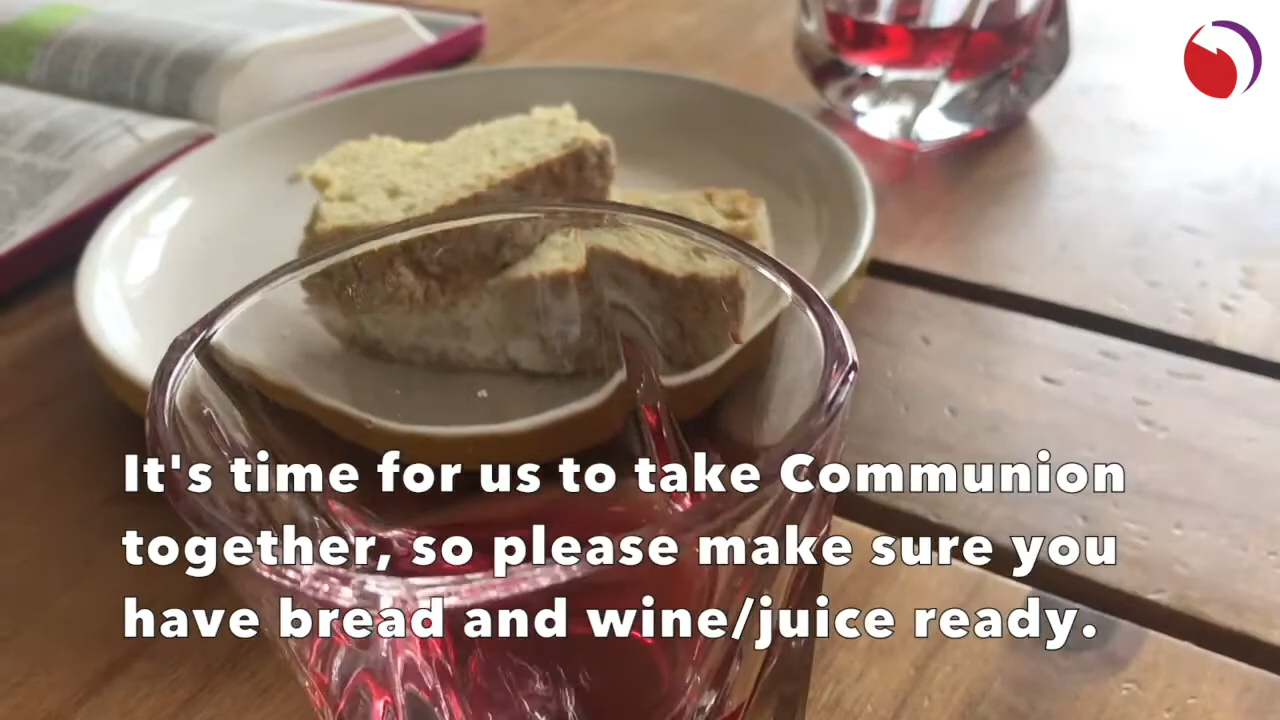 It's time for us to take Communion
together, so please make sure you
have bread and wine/juice ready.